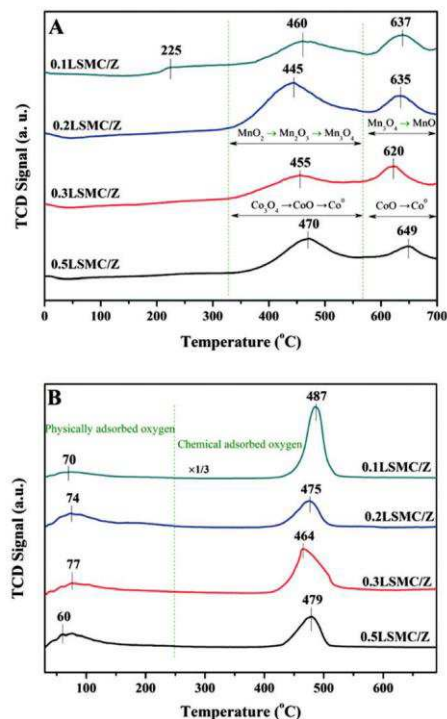 A
460
637
225
0.1LSMC/Z
445
635
0.2LSMC/Z
MnO₂ → Mn₂O₃ → Mn₃O₄
Mn₃O₄ → MnO
455
620
0.3LSMC/Z
Co₃O₄ → CoO → Co⁰
CoO → Co⁰
470
649
0.5LSMC/Z
TCD Signal (a. u.)
0 100 200 300 400 500 600 700
Temperature (°C)
B
487
Physically adsorbed oxygen
Chemical adsorbed oxygen
70
×1/3
0.1LSMC/Z
74
475
0.2LSMC/Z
77
464
0.3LSMC/Z
60
479
0.5LSMC/Z
TCD Signal (a.u.)
100 200 300 400 500 600
Temperature (°C)